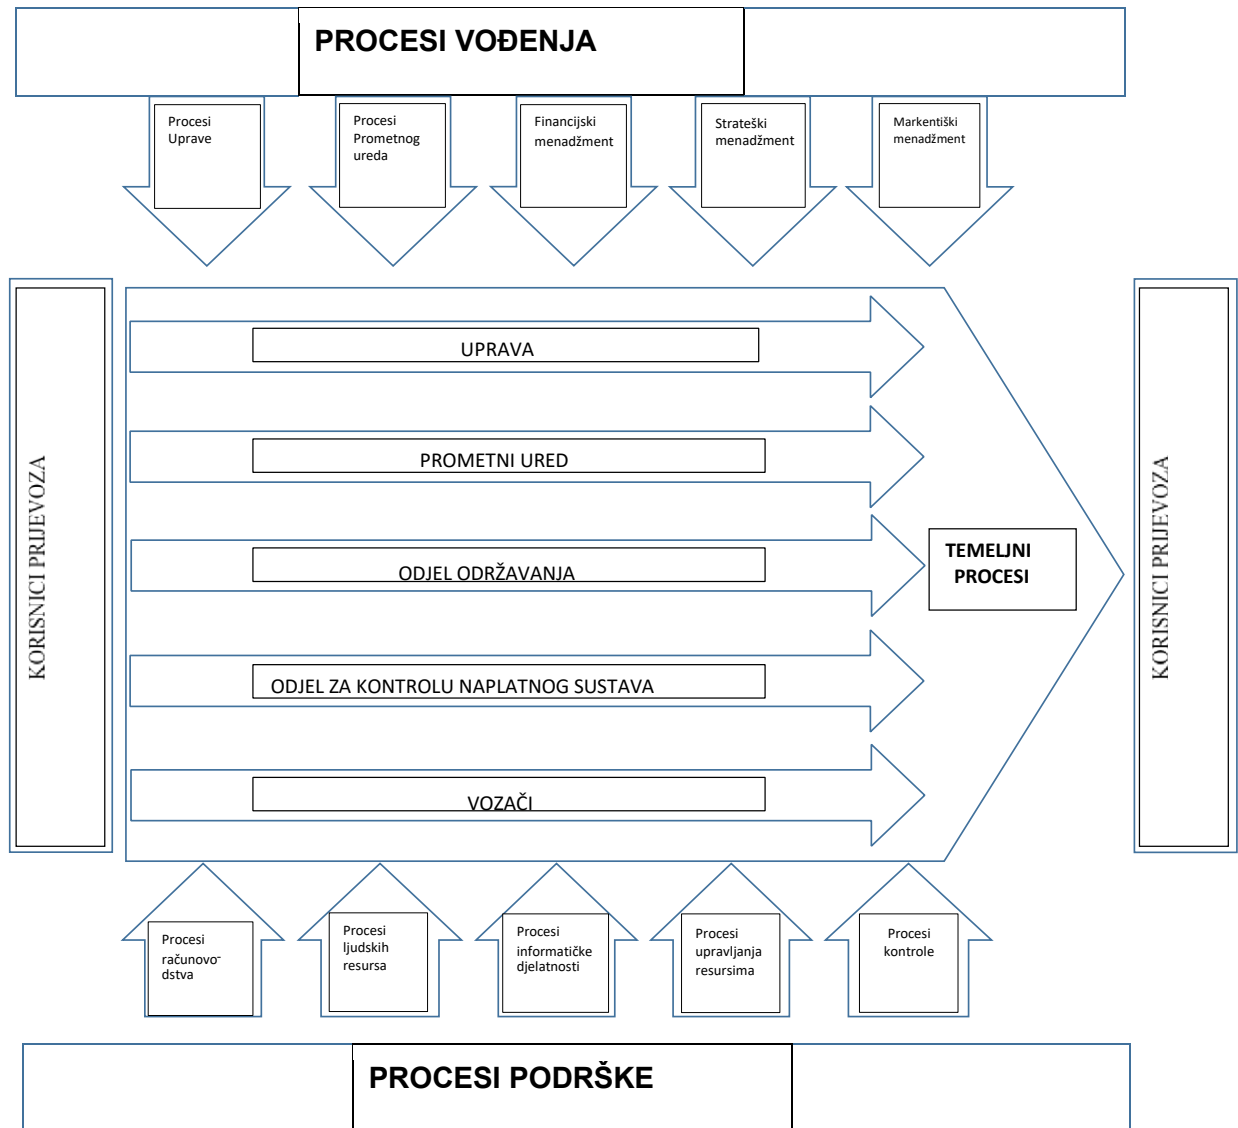 PROCESI VOĐENJA
Procesi
Uprave
Procesi
Prometnog
ureda
Financijski
menadžment
Strateški
menadžment
Markentiški
menadžment
KORISNICI PRIJEVOZA
UPRAVA
PROMETNI URED
ODJEL ODRŽAVANJA
ODJEL ZA KONTROLU NAPLATNOG SUSTAVA
VOZAČI
TEMELJNI
PROCESI
KORISNICI PRIJEVOZA
Procesi
računovo-
dstva
Procesi
ljudskih
resursa
Procesi
informatičke
djelatnosti
Procesi
upravljanja
resursima
Procesi
kontrole
PROCESI PODRŠKE